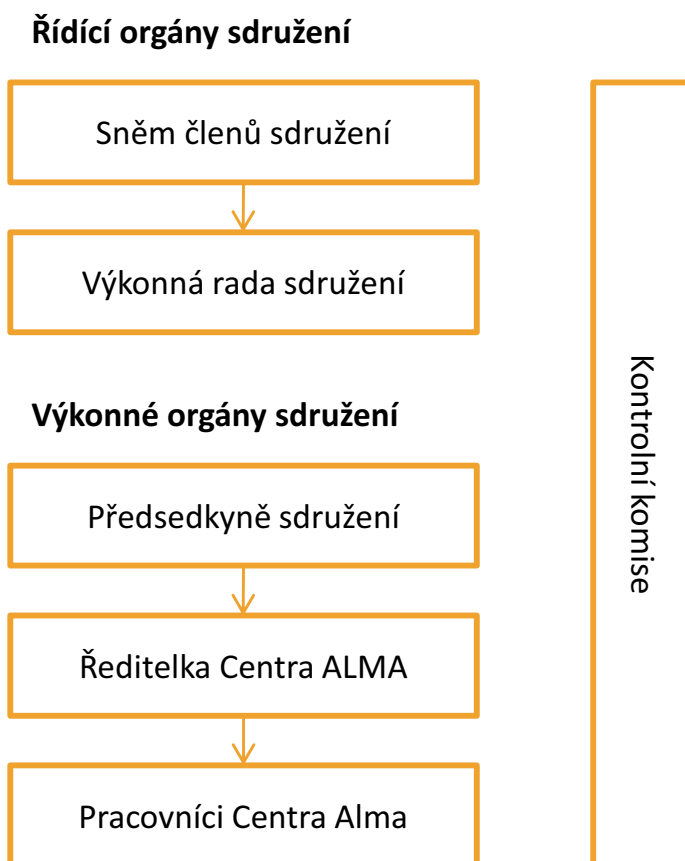 Řídící orgány sdružení
Sněm členů sdružení
Výkonná rada sdružení
Výkonné orgány sdružení
Předsedkyně sdružení
Ředitelka Centra ALMA
Pracovníci Centra Alma
Kontrolní komise